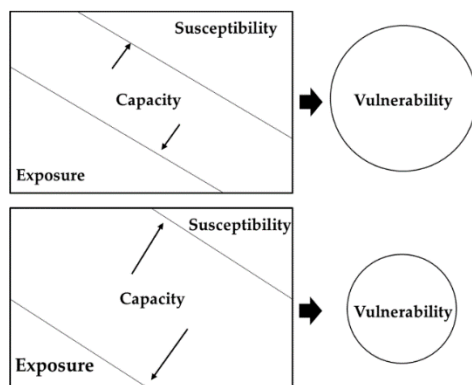 Susceptibility
Capacity
Vulnerability
Exposure
Susceptibility
Capacity
Vulnerability
Exposure